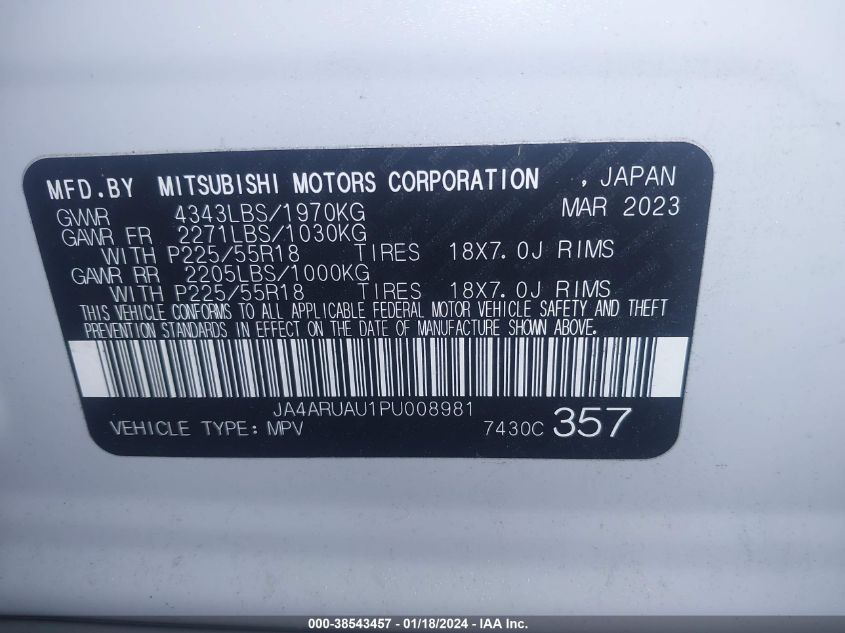 MFD.BY MITSUBISHI MOTORS CORPORATION , JAPAN
GVWR 4343LBS/1970KG MAR 2023
GAWR FR 2271LBS/1030KG
WITH P225/55R18 TIRES 18X7.0J RIMS
GAWR RR 2205LBS/1000KG
WITH P225/55R18 TIRES 18X7.0J RIMS
THIS VEHICLE CONFORMS TO ALL APPLICABLE FEDERAL MOTOR VEHICLE SAFETY AND THEFT
PREVENTION STANDARDS IN EFFECT ON THE DATE OF MANUFACTURE SHOWN ABOVE.
JA4ARUAU1PU008981
VEHICLE TYPE: MPV 7430C 357
000-38543457 - 01/18/2024 - IAA Inc.